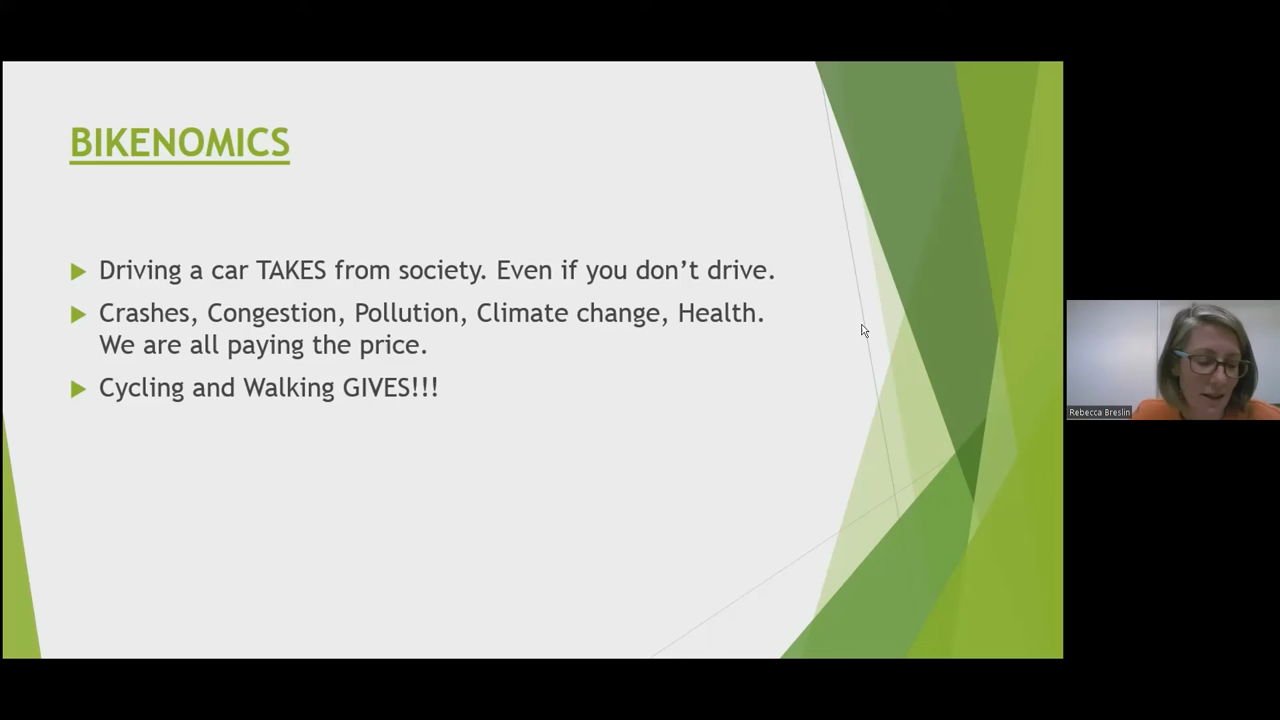 BIKENOMICS
Driving a car TAKES from society. Even if you don’t drive.
Crashes, Congestion, Pollution, Climate change, Health.
We are all paying the price.
Cycling and Walking GIVES!!!
Rebecca Breslin